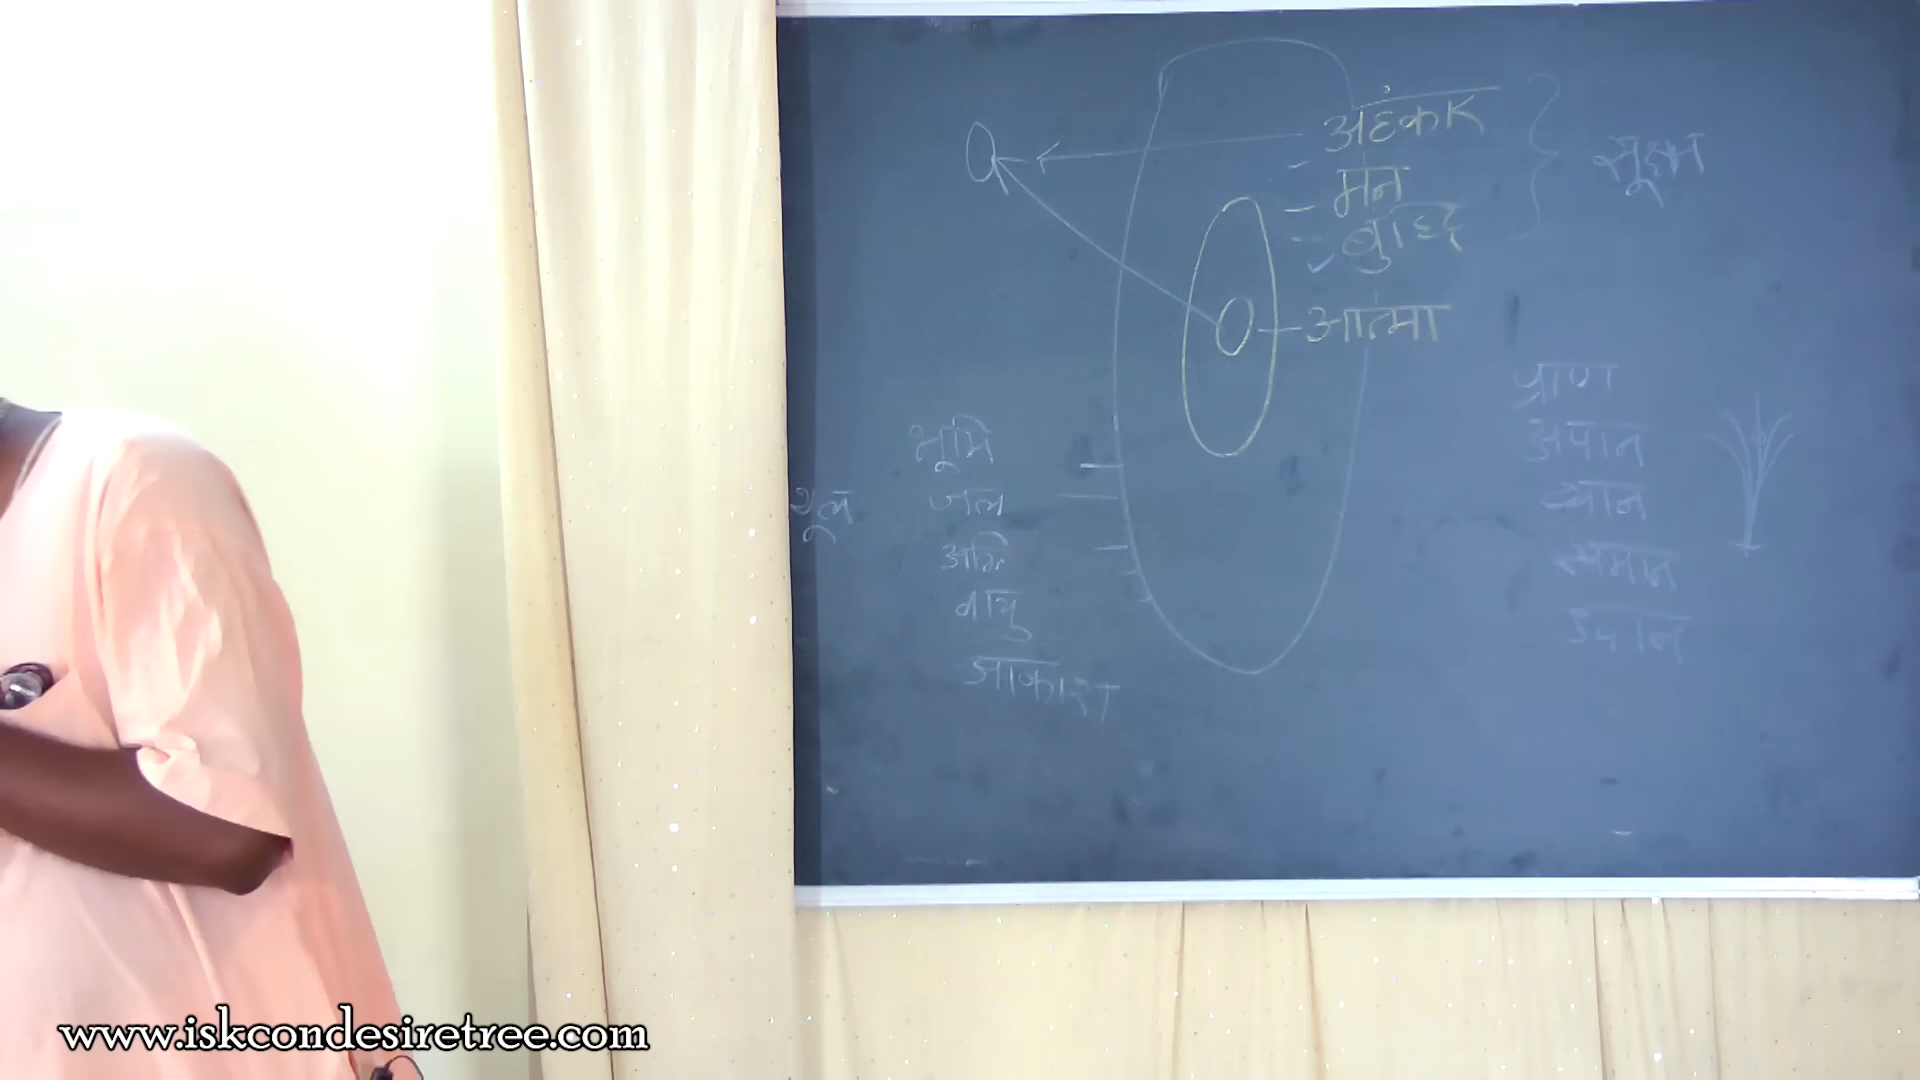 अहंकार
सूक्ष्म
मन
बुद्धि
आत्मा
प्राण
भूमि
अपान
जल
व्यान
अग्नि
समान
वायु
उदान
आकाश
www.iskcondesiretree.com